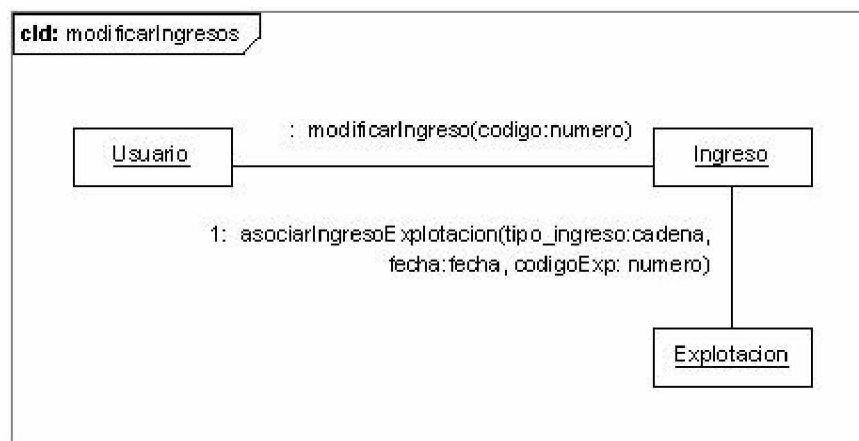 cld: modificarIngresos
: modificarIngreso(codigo:numero)
Usuario
Ingreso
1: asociarIngresoExplotacion(tipo_ingreso:cadena,
fecha:fecha, codigoExp: numero)
Explotacion